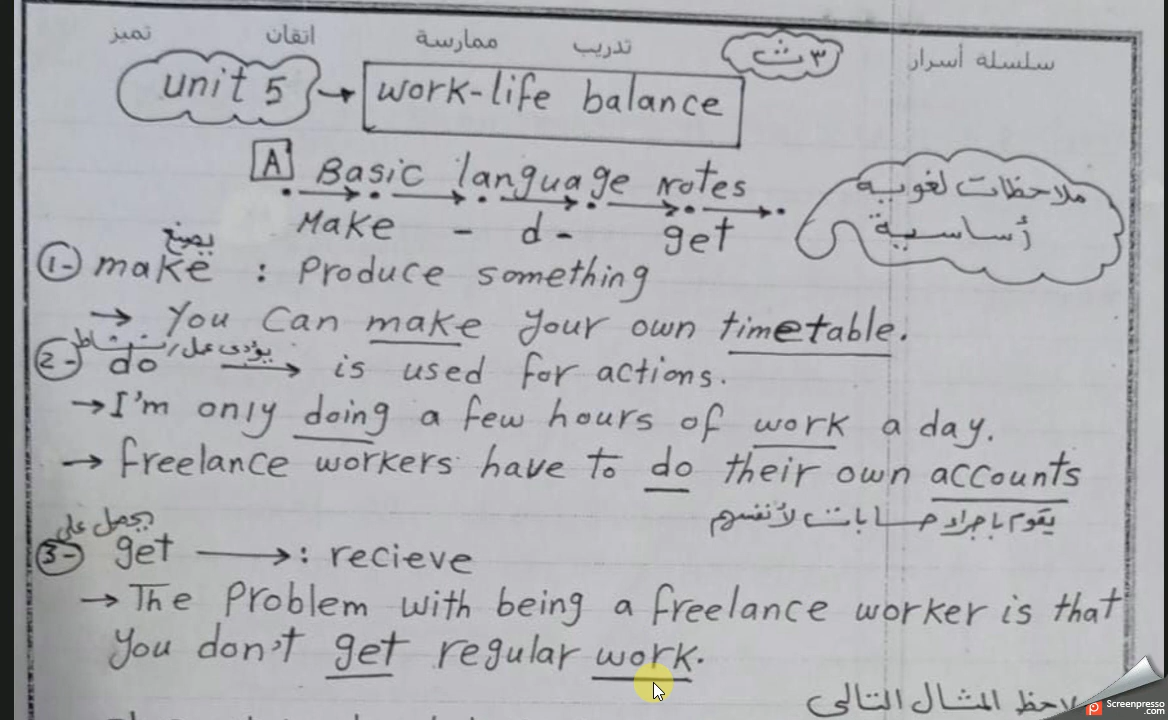 سلسلة أسرار ٣ث تدريب ممارسة اتقان تميز
unit 5 → work-life balance
A Basic language notes
ملاحظات لغوية
أساسية
Make - d - get
يصنع
1- make : Produce something
→ You Can make your own timetable.
يؤدى عمل / نشاط
2- do → is used for actions.
→ I'm only doing a few hours of work a day.
→ freelance workers have to do their own accounts
يقوم باجراء حسابات لأنفسهم
يحصل على
3- get → : recieve
→ The Problem with being a freelance worker is that
you don't get regular work.
لاحظ المثال التالى
Screenpresso
.com